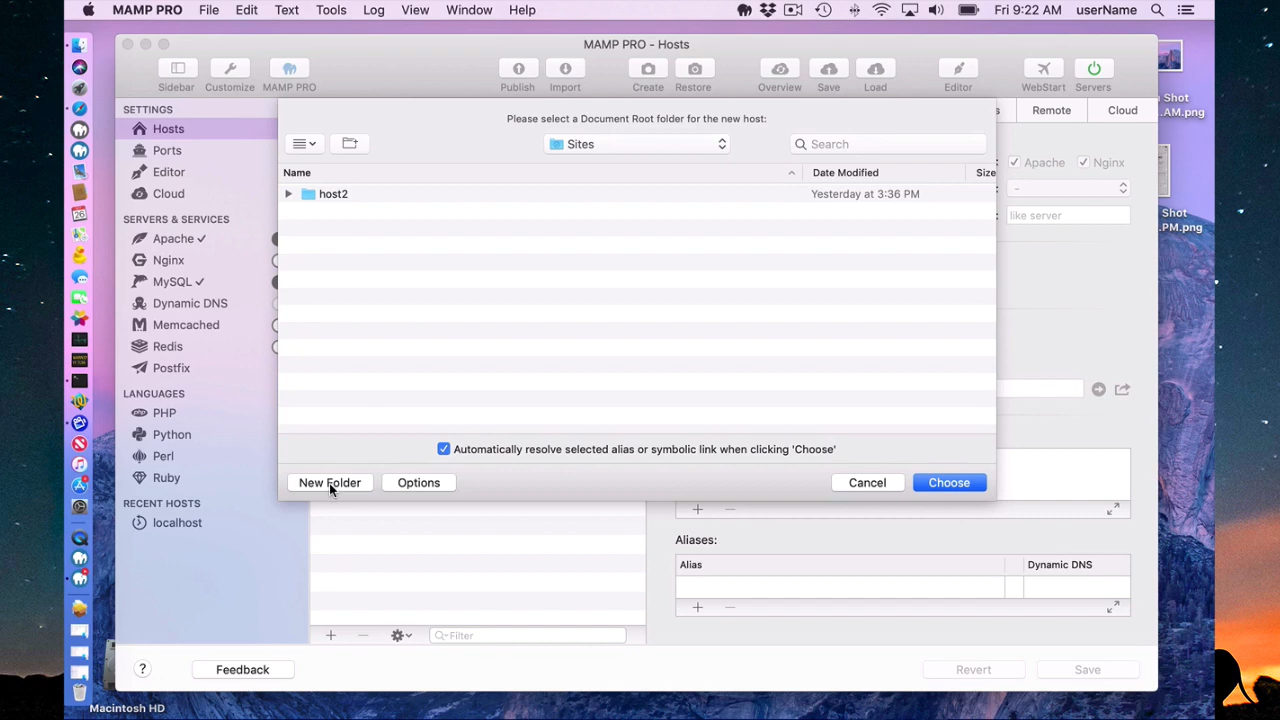 MAMP PRO File Edit Text Tools Log View Window Help Fri 9:22 AM userName
MAMP PRO - Hosts
Sidebar Customize MAMP PRO Publish Import Create Restore Overview Save Load Editor WebStart Servers
SETTINGS
Hosts
Ports
Editor
Cloud
SERVERS & SERVICES
Apache
Nginx
MySQL
Dynamic DNS
Memcached
Redis
Postfix
LANGUAGES
PHP
Python
Perl
Ruby
RECENT HOSTS
localhost
Please select a Document Root folder for the new host:
Sites
Search
Name Date Modified Size
host2 Yesterday at 3:36 PM
Automatically resolve selected alias or symbolic link when clicking 'Choose'
New Folder Options Cancel Choose
s Remote Cloud
Apache Nginx
-
like server
Aliases:
Alias Dynamic DNS
Filter
? Feedback Revert Save
Shot
.AM.png
Shot
.PM.png
Macintosh HD